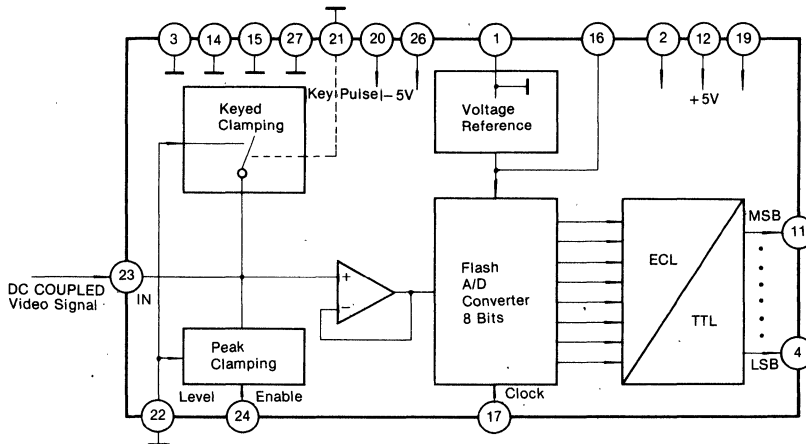 3 14 15 27 21 20 26 1 16 2 12 19
Key Pulse -5V
+5V
Keyed
Clamping
Voltage
Reference
MSB
11
23
IN
DC COUPLED
Video Signal
+
-
Flash
A/D
Converter
8 Bits
ECL
TTL
Peak
Clamping
LSB
4
Level
Enable
Clock
22
24
17